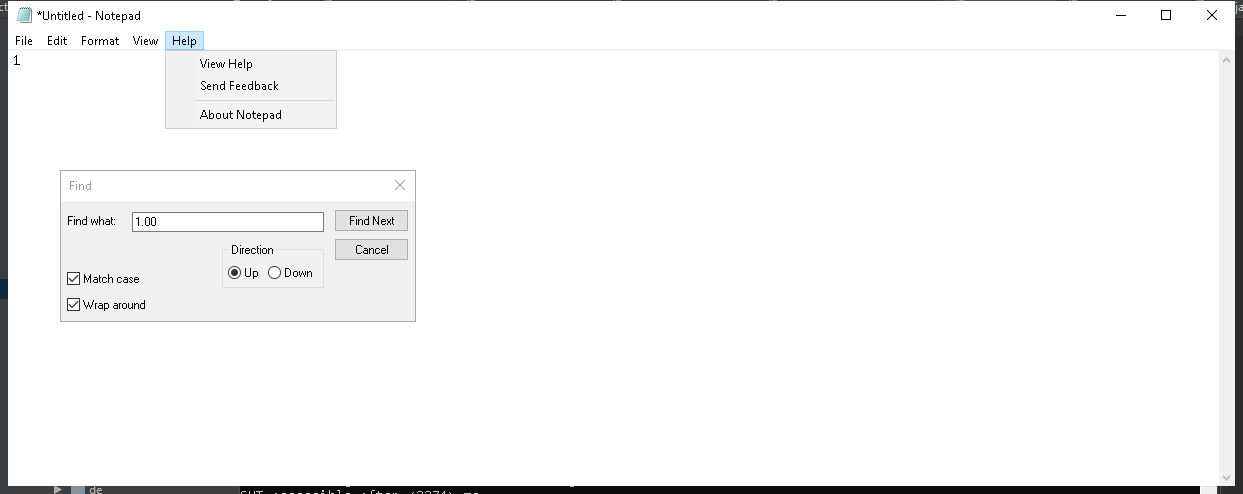 *Untitled - Notepad
File Edit Format View Help
1
View Help
Send Feedback
About Notepad
Find
Find what: 1.00 Find Next
Direction Cancel
Up Down
Match case
Wrap around
de